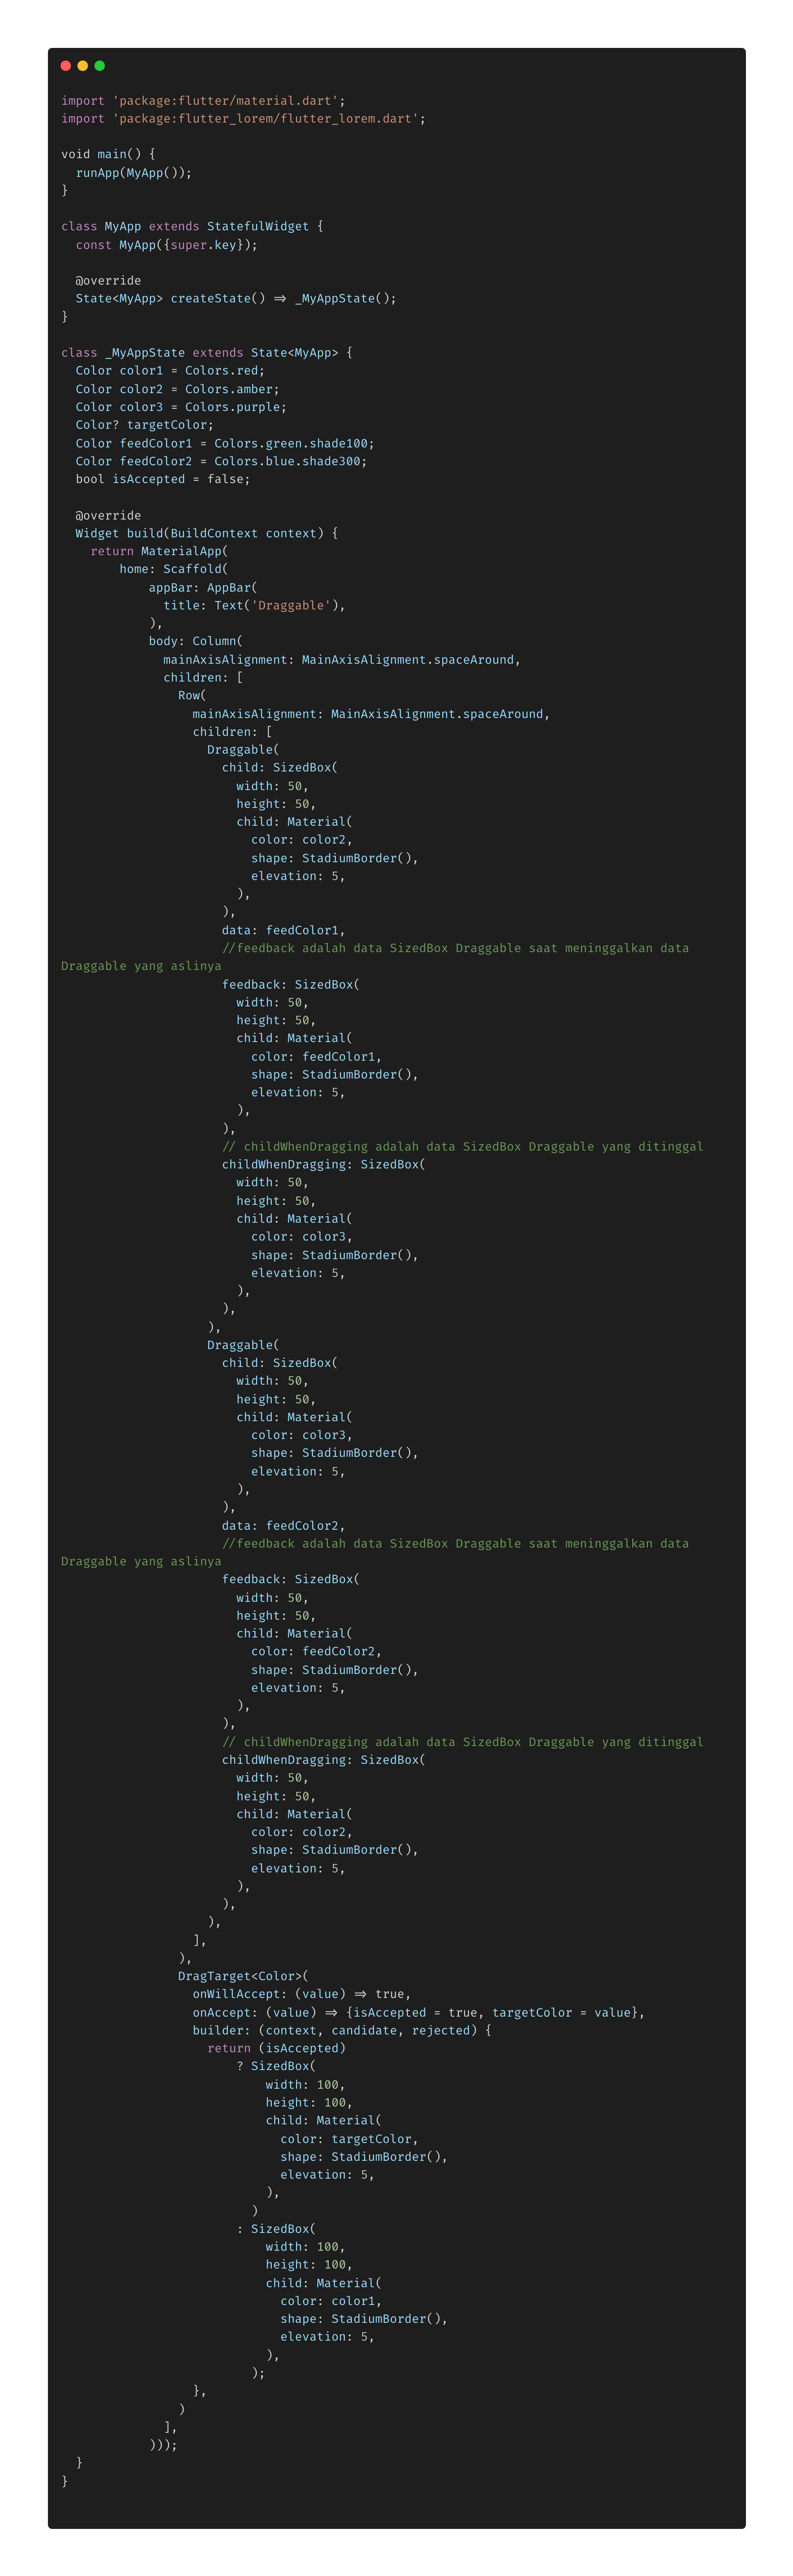 import 'package:flutter/material.dart';
import 'package:flutter_lorem/flutter_lorem.dart';

void main() {
  runApp(MyApp());
}

class MyApp extends StatefulWidget {
  const MyApp({super.key});

  @override
  State<MyApp> createState() => _MyAppState();
}

class _MyAppState extends State<MyApp> {
  Color color1 = Colors.red;
  Color color2 = Colors.amber;
  Color color3 = Colors.purple;
  Color? targetColor;
  Color feedColor1 = Colors.green.shade100;
  Color feedColor2 = Colors.blue.shade300;
  bool isAccepted = false;

  @override
  Widget build(BuildContext context) {
    return MaterialApp(
        home: Scaffold(
            appBar: AppBar(
              title: Text('Draggable'),
            ),
            body: Column(
              mainAxisAlignment: MainAxisAlignment.spaceAround,
              children: [
                Row(
                  mainAxisAlignment: MainAxisAlignment.spaceAround,
                  children: [
                    Draggable(
                      child: SizedBox(
                        width: 50,
                        height: 50,
                        child: Material(
                          color: color2,
                          shape: StadiumBorder(),
                          elevation: 5,
                        ),
                      ),
                      data: feedColor1,
                      //feedback adalah data SizedBox Draggable saat meninggalkan data
Draggable yang aslinya
                      feedback: SizedBox(
                        width: 50,
                        height: 50,
                        child: Material(
                          color: feedColor1,
                          shape: StadiumBorder(),
                          elevation: 5,
                        ),
                      ),
                      // childWhenDragging adalah data SizedBox Draggable yang ditinggal
                      childWhenDragging: SizedBox(
                        width: 50,
                        height: 50,
                        child: Material(
                          color: color3,
                          shape: StadiumBorder(),
                          elevation: 5,
                        ),
                      ),
                    ),
                    Draggable(
                      child: SizedBox(
                        width: 50,
                        height: 50,
                        child: Material(
                          color: color3,
                          shape: StadiumBorder(),
                          elevation: 5,
                        ),
                      ),
                      data: feedColor2,
                      //feedback adalah data SizedBox Draggable saat meninggalkan data
Draggable yang aslinya
                      feedback: SizedBox(
                        width: 50,
                        height: 50,
                        child: Material(
                          color: feedColor2,
                          shape: StadiumBorder(),
                          elevation: 5,
                        ),
                      ),
                      // childWhenDragging adalah data SizedBox Draggable yang ditinggal
                      childWhenDragging: SizedBox(
                        width: 50,
                        height: 50,
                        child: Material(
                          color: color2,
                          shape: StadiumBorder(),
                          elevation: 5,
                        ),
                      ),
                    ),
                  ],
                ),
                DragTarget<Color>(
                  onWillAccept: (value) => true,
                  onAccept: (value) => {isAccepted = true, targetColor = value},
                  builder: (context, candidate, rejected) {
                    return (isAccepted)
                        ? SizedBox(
                            width: 100,
                            height: 100,
                            child: Material(
                              color: targetColor,
                              shape: StadiumBorder(),
                              elevation: 5,
                            ),
                          )
                        : SizedBox(
                            width: 100,
                            height: 100,
                            child: Material(
                              color: color1,
                              shape: StadiumBorder(),
                              elevation: 5,
                            ),
                          );
                  },
                )
              ],
            )));
  }
}